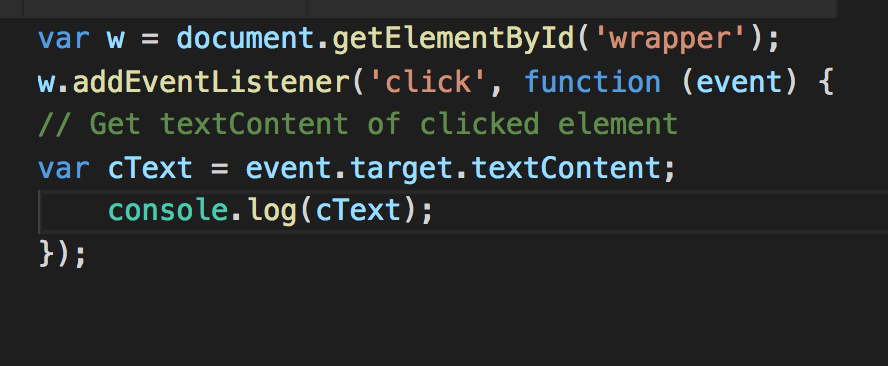 var w = document.getElementById('wrapper');
w.addEventListener('click', function (event) {
// Get textContent of clicked element
var cText = event.target.textContent;
    console.log(cText);
});